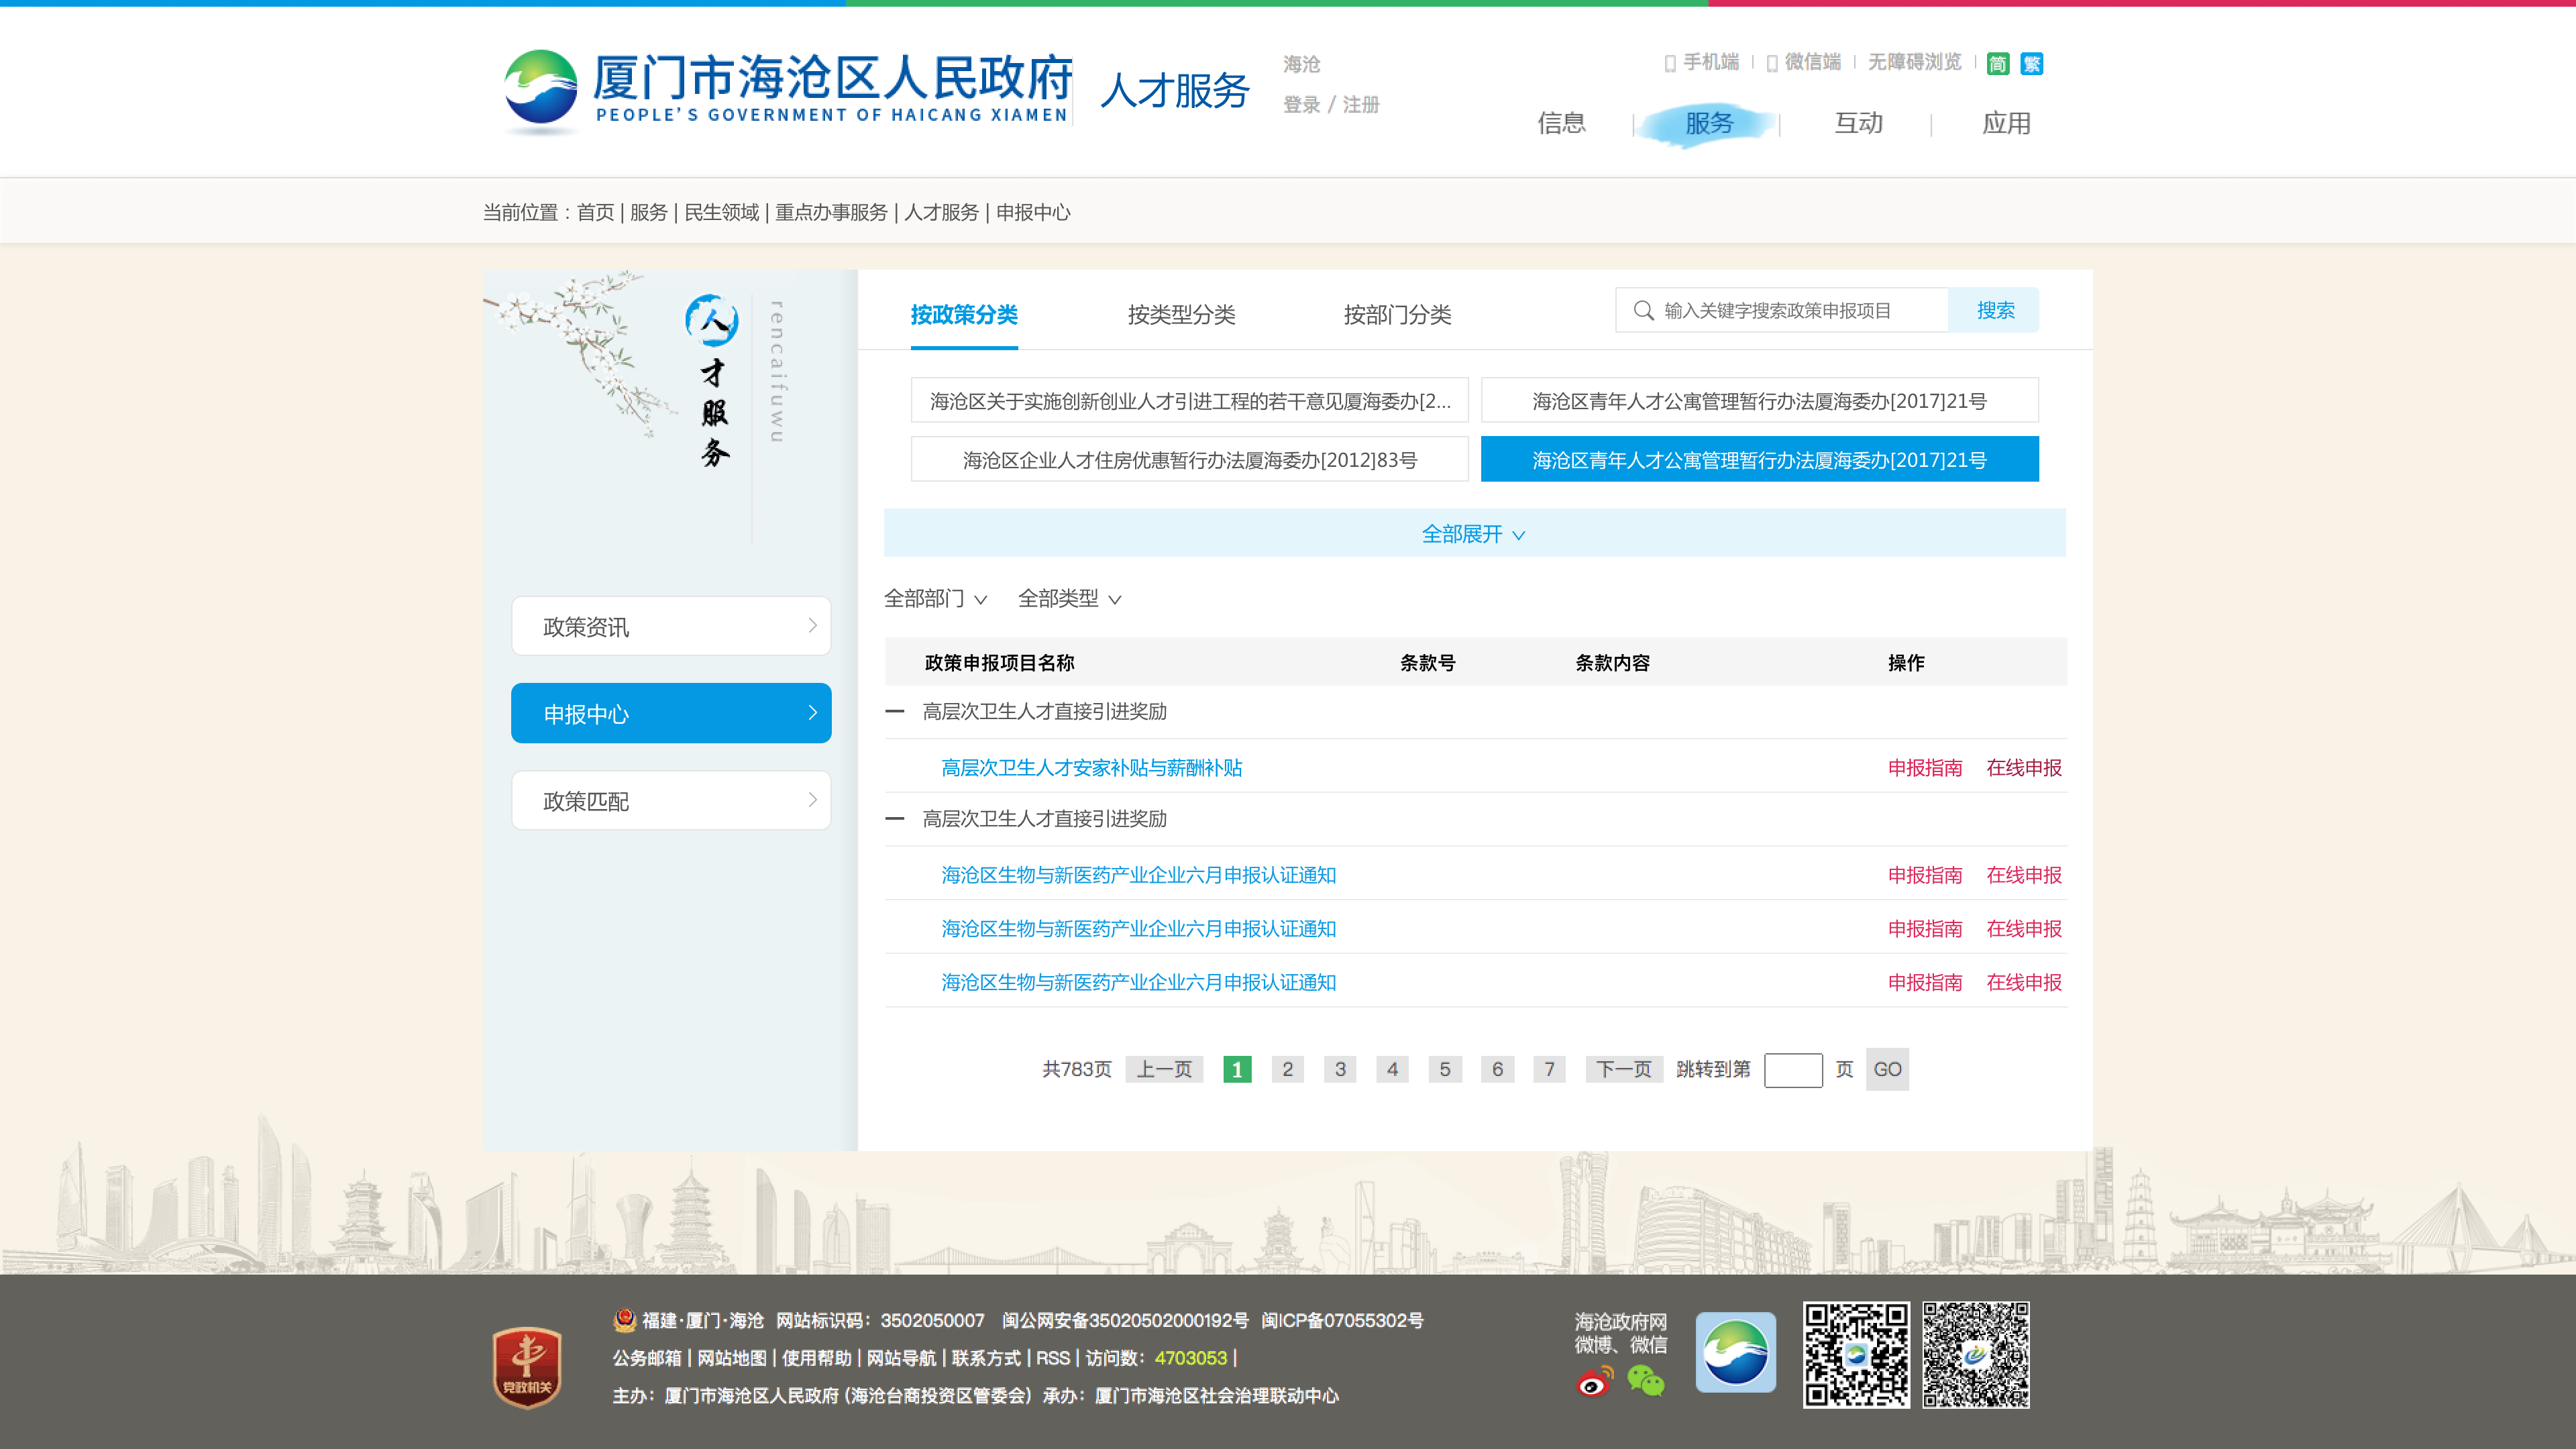 厦门市海沧区人民政府
PEOPLE'S GOVERNMENT OF HAICANG XIAMEN
人才服务
海沧
登录 / 注册
手机端
微信端
无障碍浏览
简
繁
信息
服务
互动
应用
当前位置：首页 | 服务 | 民生领域 | 重点办事服务 | 人才服务 | 申报中心
人才服务
rencaifuwu
政策资讯
申报中心
政策匹配
按政策分类
按类型分类
按部门分类
输入关键字搜索政策申报项目
搜索
海沧区关于实施创新创业人才引进工程的若干意见厦海委办[2...
海沧区青年人才公寓管理暂行办法厦海委办[2017]21号
海沧区企业人才住房优惠暂行办法厦海委办[2012]83号
海沧区青年人才公寓管理暂行办法厦海委办[2017]21号
全部展开
全部部门
全部类型
政策申报项目名称 条款号 条款内容 操作
高层次卫生人才直接引进奖励
高层次卫生人才安家补贴与薪酬补贴 申报指南 在线申报
高层次卫生人才直接引进奖励
海沧区生物与新医药产业企业六月申报认证通知 申报指南 在线申报
海沧区生物与新医药产业企业六月申报认证通知 申报指南 在线申报
海沧区生物与新医药产业企业六月申报认证通知 申报指南 在线申报
共783页 上一页 1 2 3 4 5 6 7 下一页 跳转到第 页 GO
党政机关
福建·厦门·海沧 网站标识码：3502050007 闽公网安备35020502000192号 闽ICP备07055302号
公务邮箱 | 网站地图 | 使用帮助 | 网站导航 | 联系方式 | RSS | 访问数：4703053 |
主办：厦门市海沧区人民政府 (海沧台商投资区管委会) 承办：厦门市海沧区社会治理联动中心
海沧政府网
微博、微信